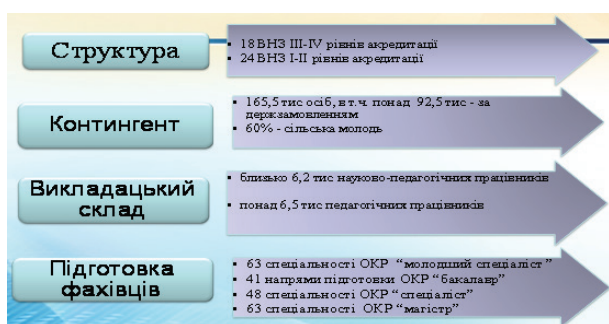 Структура
• 18 ВНЗ III-IV рівнів акредитації
• 24 ВНЗ I-II рівнів акредитації
Контингент
• 165,5 тис осіб, в т.ч. понад 92,5 тис - за
держзамовленням
• 60% - сільська молодь
Викладацький
склад
• близько 6,2 тис науково-педагогічних працівників
• понад 6,5 тис педагогічних працівників
Підготовка
фахівців
• 63 спеціальності ОКР “молодший спеціаліст”
• 41 напрями підготовки ОКР “бакалавр”
• 48 спеціальності ОКР “спеціаліст”
• 63 спеціальності ОКР “магістр”